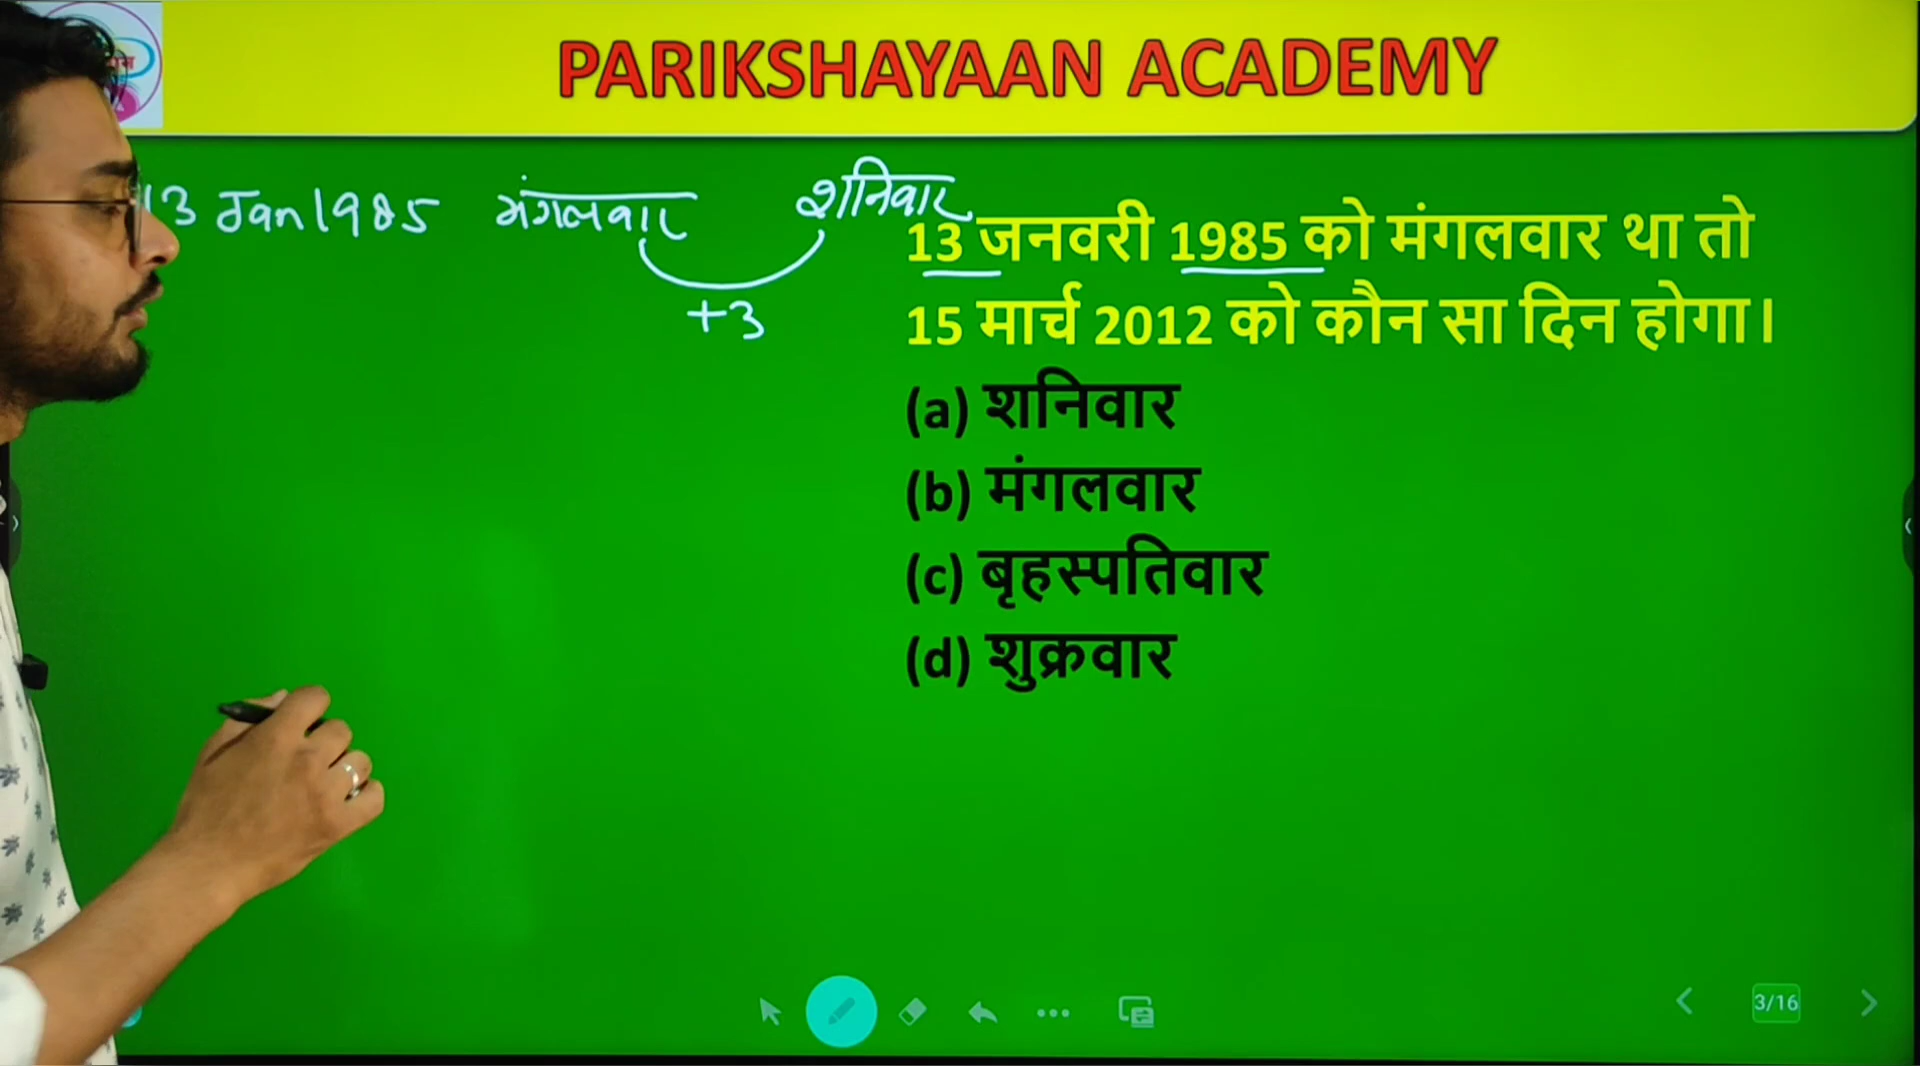 PARIKSHAYAAN ACADEMY
13 Jan 1985 मंगलवार शनिवार
+3
13 जनवरी 1985 को मंगलवार था तो
15 मार्च 2012 को कौन सा दिन होगा।
(a) शनिवार
(b) मंगलवार
(c) बृहस्पतिवार
(d) शुक्रवार
3/16